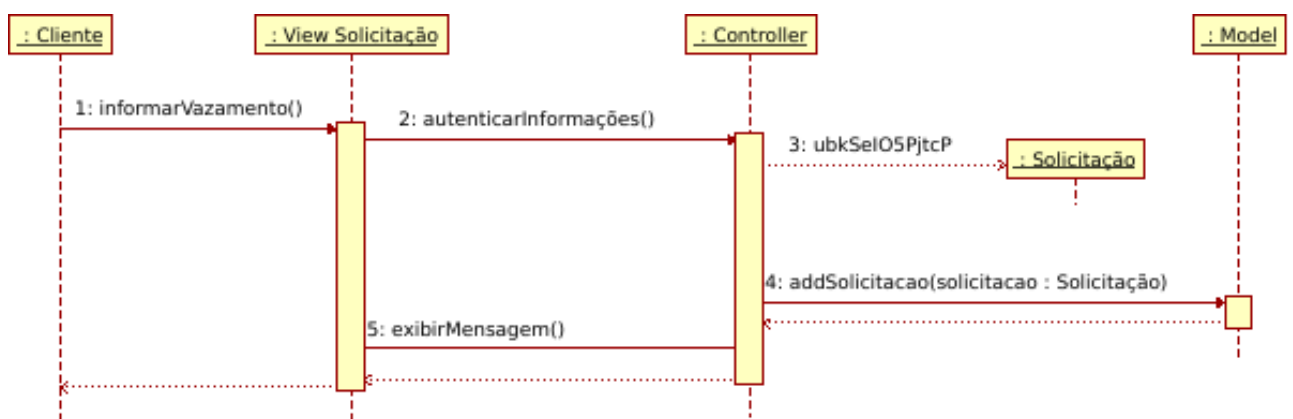 : Cliente
: View Solicitação
: Controller
: Model
1: informarVazamento()
2: autenticarInformações()
3: ubkSelO5PjtcP
: Solicitação
4: addSolicitacao(solicitacao : Solicitação)
5: exibirMensagem()